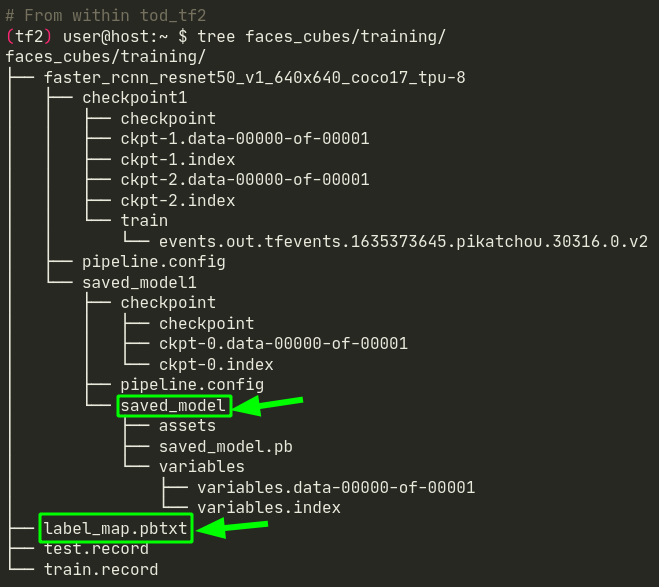 # From within tod_tf2
(tf2) user@host:~ $ tree faces_cubes/training/
faces_cubes/training/
├── faster_rcnn_resnet50_v1_640x640_coco17_tpu-8
│   ├── checkpoint1
│   │   ├── checkpoint
│   │   ├── ckpt-1.data-00000-of-00001
│   │   ├── ckpt-1.index
│   │   ├── ckpt-2.data-00000-of-00001
│   │   ├── ckpt-2.index
│   │   └── train
│   │       └── events.out.tfevents.1635373645.pikatchou.30316.0.v2
│   ├── pipeline.config
│   └── saved_model1
│       ├── checkpoint
│       │   ├── checkpoint
│       │   ├── ckpt-0.data-00000-of-00001
│       │   └── ckpt-0.index
│       ├── pipeline.config
│       └── saved_model
│           ├── assets
│           ├── saved_model.pb
│           └── variables
│               ├── variables.data-00000-of-00001
│               └── variables.index
├── label_map.pbtxt
├── test.record
└── train.record